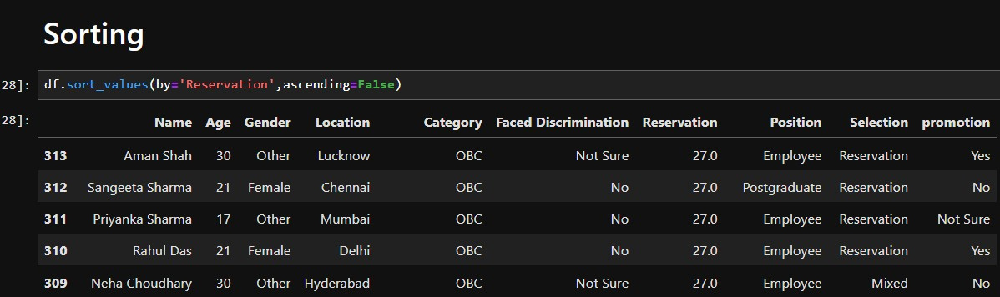 Sorting
28]: df.sort_values(by='Reservation',ascending=False)
28]:
Name Age Gender Location Category Faced Discrimination Reservation Position Selection promotion
313 Aman Shah 30 Other Lucknow OBC Not Sure 27.0 Employee Reservation Yes
312 Sangeeta Sharma 21 Female Chennai OBC No 27.0 Postgraduate Reservation No
311 Priyanka Sharma 17 Other Mumbai OBC No 27.0 Employee Reservation Not Sure
310 Rahul Das 21 Female Delhi OBC No 27.0 Employee Reservation Yes
309 Neha Choudhary 30 Other Hyderabad OBC Not Sure 27.0 Employee Mixed No